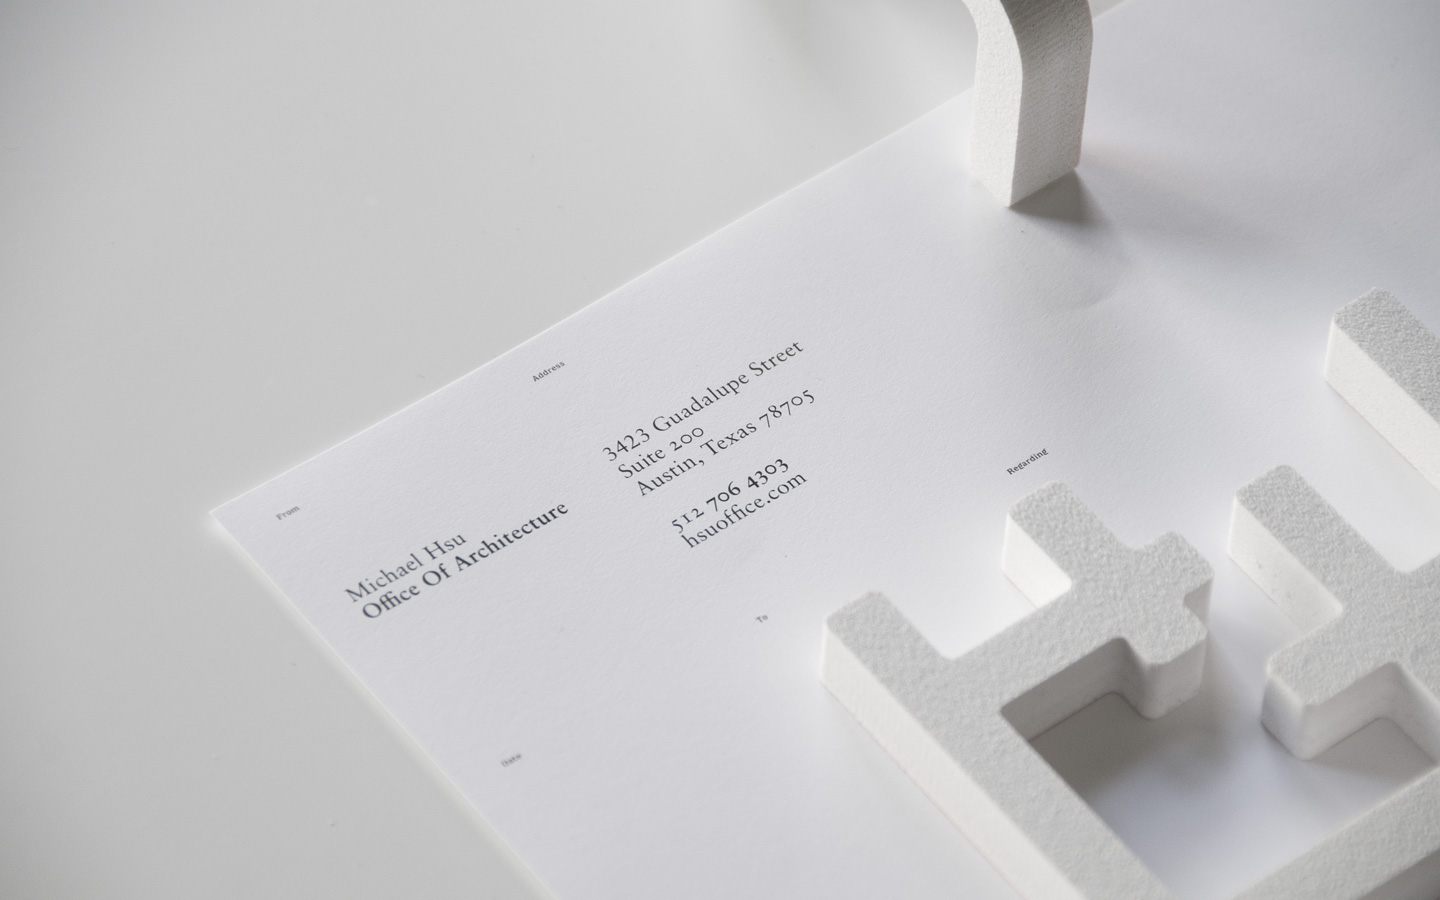 From
Michael Hsu
Office Of Architecture
Address
3423 Guadalupe Street
Suite 200
Austin, Texas 78705
512 706 4303
hsuoffice.com
Regarding
To
Date